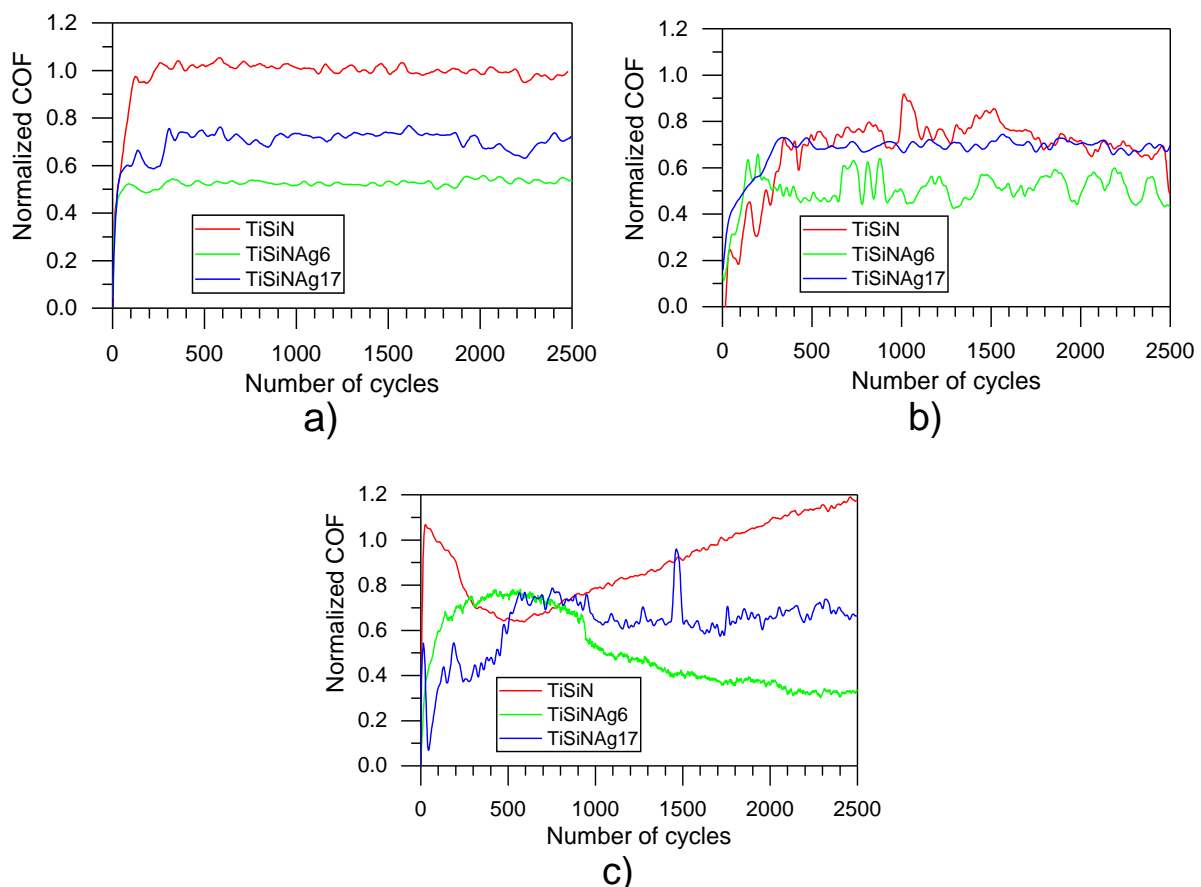 Normalized COF
1.2
1.0
0.8
0.6
0.4
0.2
0.0
TiSiN
TiSiNAg6
TiSiNAg17
0 500 1000 1500 2000 2500
Number of cycles
a)
Normalized COF
1.2
1.0
0.8
0.6
0.4
0.2
0.0
TiSiN
TiSiNAg6
TiSiNAg17
0 500 1000 1500 2000 2500
Number of cycles
b)
Normalized COF
1.2
1.0
0.8
0.6
0.4
0.2
0.0
TiSiN
TiSiNAg6
TiSiNAg17
0 500 1000 1500 2000 2500
Number of cycles
c)